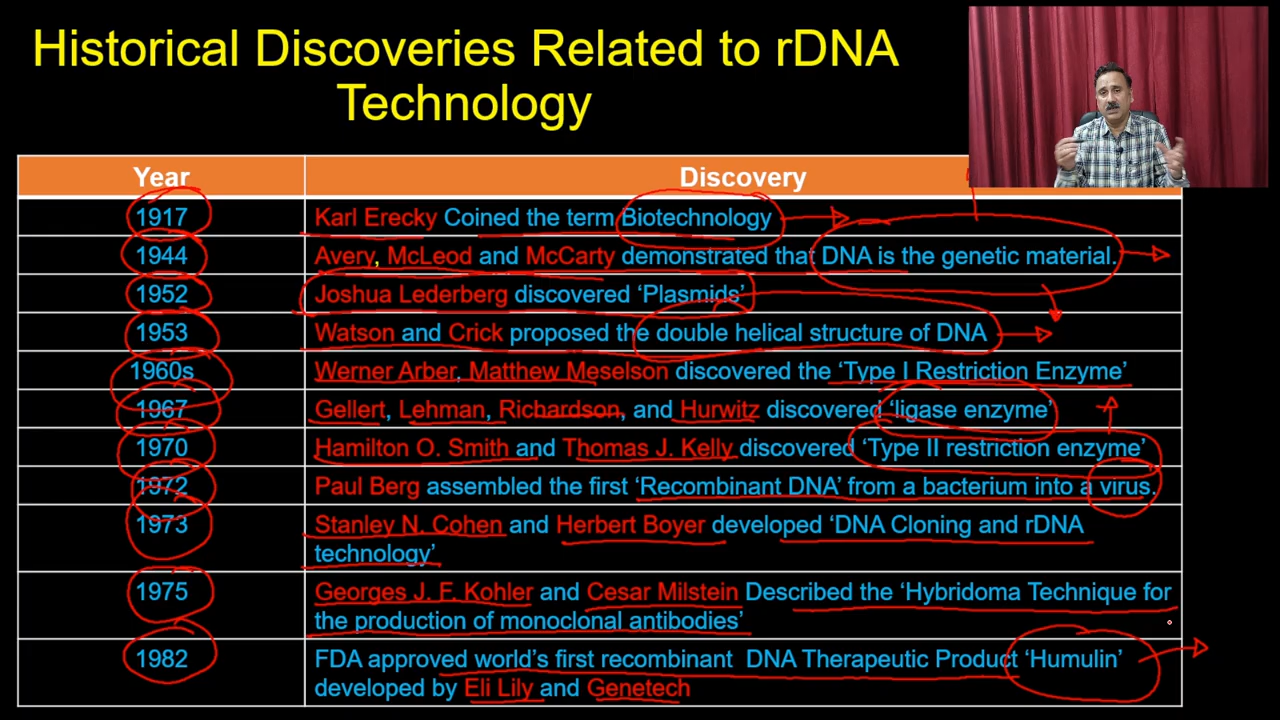 Historical Discoveries Related to rDNA
Technology
Year Discovery
1917 Karl Erecky Coined the term Biotechnology
1944 Avery, McLeod and McCarty demonstrated that DNA is the genetic material.
1952 Joshua Lederberg discovered ‘Plasmids’
1953 Watson and Crick proposed the double helical structure of DNA
1960s Werner Arber, Matthew Meselson discovered the ‘Type I Restriction Enzyme’
1967 Gellert, Lehman, Richardson, and Hurwitz discovered ‘ligase enzyme’
1970 Hamilton O. Smith and Thomas J. Kelly discovered ‘Type II restriction enzyme’
1972 Paul Berg assembled the first ‘Recombinant DNA’ from a bacterium into a virus.
1973 Stanley N. Cohen and Herbert Boyer developed ‘DNA Cloning and rDNA
technology’
1975 Georges J. F. Kohler and Cesar Milstein Described the ‘Hybridoma Technique for
the production of monoclonal antibodies’
1982 FDA approved world’s first recombinant DNA Therapeutic Product ‘Humulin’
developed by Eli Lily and Genetech